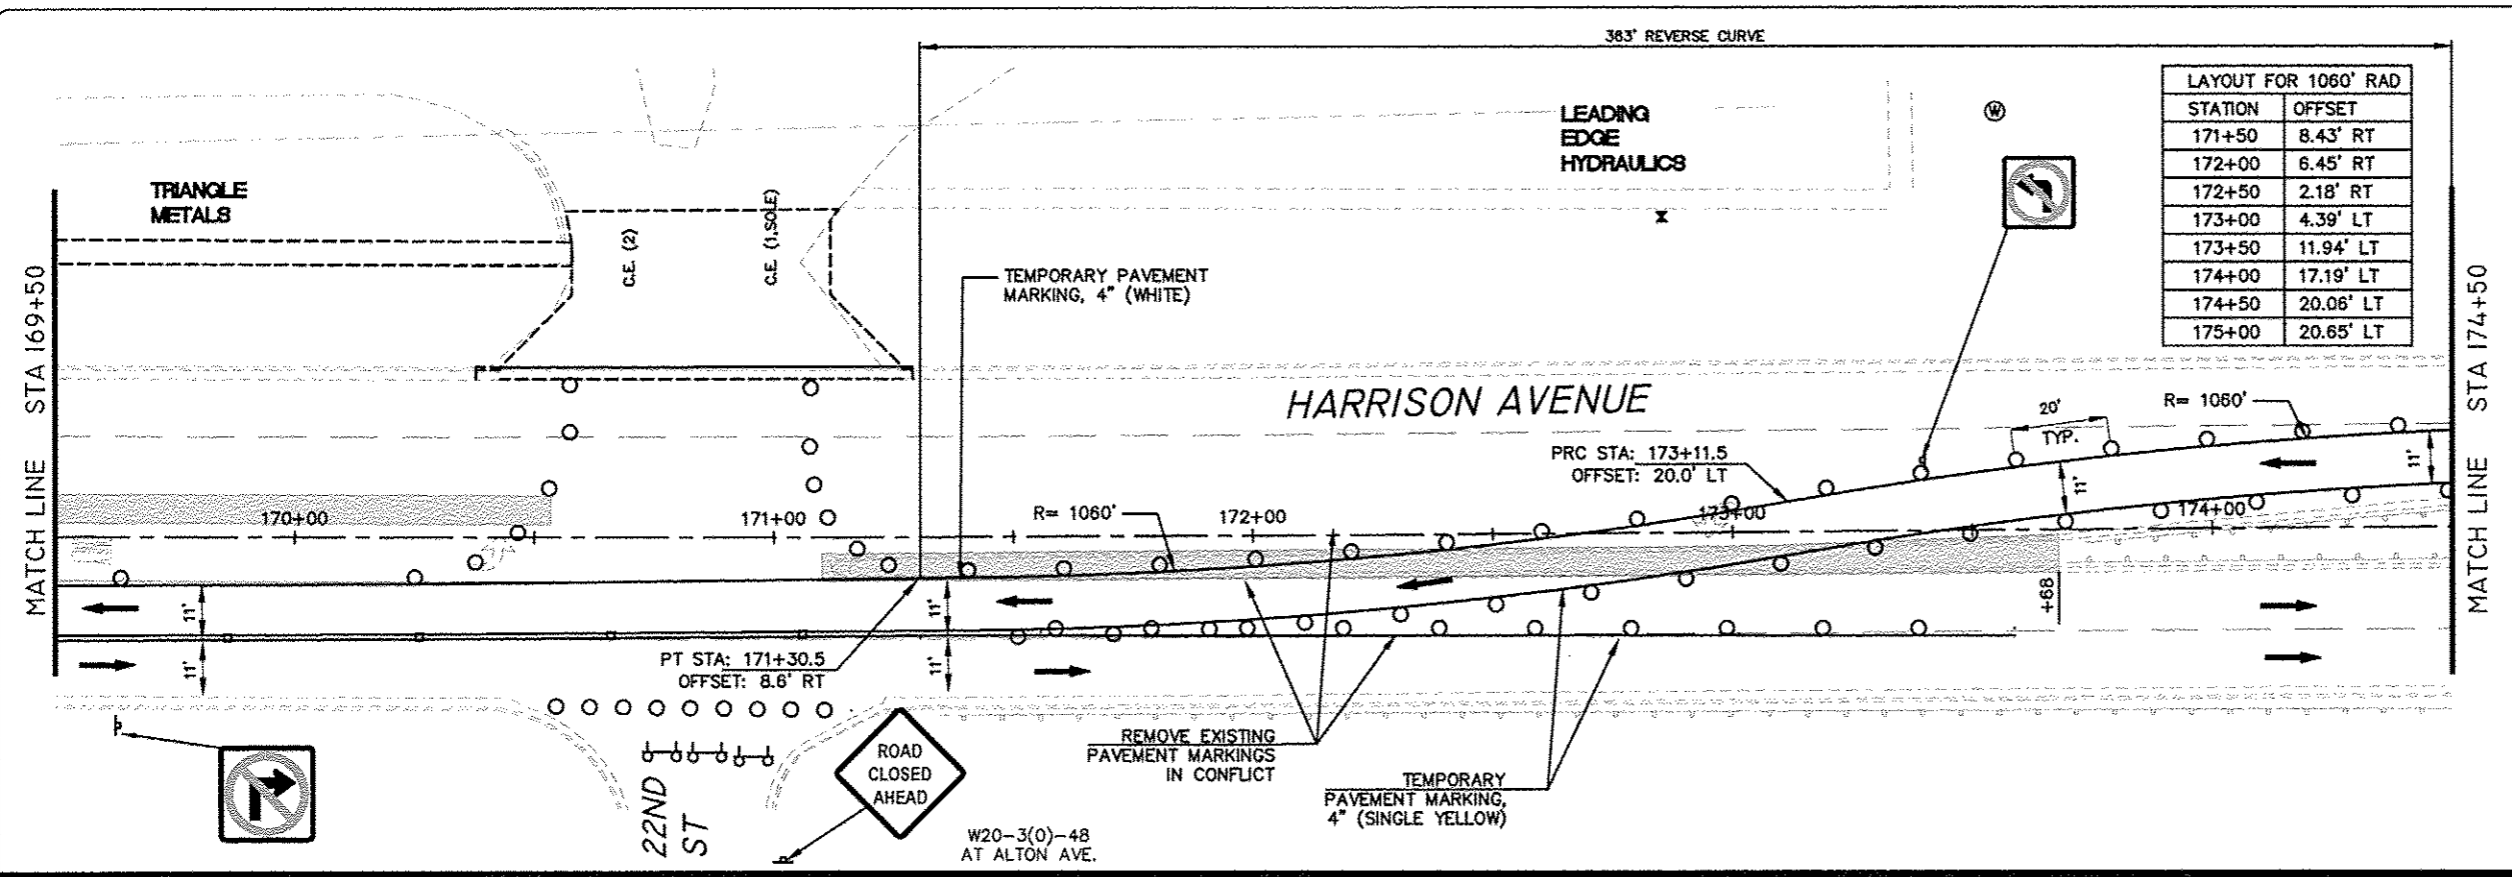 383' REVERSE CURVE
LAYOUT FOR 1060' RAD
STATION OFFSET
171+50 8.43' RT
172+00 6.45' RT
172+50 2.18' RT
173+00 4.39' LT
173+50 11.94' LT
174+00 17.19' LT
174+50 20.06' LT
175+00 20.65' LT
LEADING
EDGE
HYDRAULICS
W
TRIANGLE
METALS
C.E. (2)
C.E. (1.SOLE)
TEMPORARY PAVEMENT
MARKING, 4" (WHITE)
MATCH LINE STA 169+50
MATCH LINE STA 174+50
HARRISON AVENUE
R= 1060'
20'
TYP.
PRC STA: 173+11.5
OFFSET: 20.0' LT
11'
11'
170+00
171+00
R= 1060'
172+00
173+00
174+00
+68
11'
11'
11'
11'
PT STA: 171+30.5
OFFSET: 8.6' RT
REMOVE EXISTING
PAVEMENT MARKINGS
IN CONFLICT
TEMPORARY
PAVEMENT MARKING,
4" (SINGLE YELLOW)
22ND
ST
ROAD
CLOSED
AHEAD
W20-3(O)-48
AT ALTON AVE.